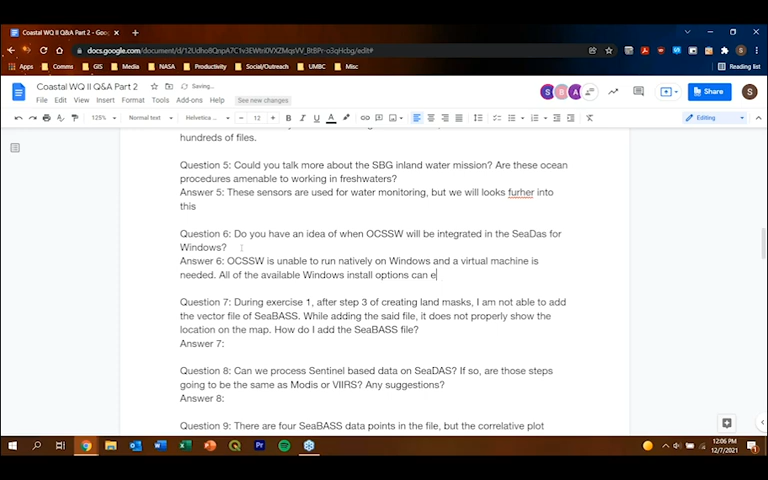 Coastal WQ II Q&A Part 2 - Goo
docs.google.com/document/d/
Apps Comms GIS Media NASA Productivity Social/Outreach UMBC Misc Reading list
Coastal WQ II Q&A Part 2 Saving...
File Edit View Insert Format Tools Add-ons Help See new changes
Share
S
125% Normal text Helvetica 12 Editing
hundreds of files.
Question 5: Could you talk more about the SBG inland water mission? Are these ocean
procedures amenable to working in freshwaters?
Answer 5: These sensors are used for water monitoring, but we will looks furher into
this
Question 6: Do you have an idea of when OCSSW will be integrated in the SeaDas for
Windows?
Answer 6: OCSSW is unable to run natively on Windows and a virtual machine is
needed. All of the available Windows install options can e
Question 7: During exercise 1, after step 3 of creating land masks, I am not able to add
the vector file of SeaBASS. While adding the said file, it does not properly show the
location on the map. How do I add the SeaBASS file?
Answer 7:
Question 8: Can we process Sentinel based data on SeaDAS? If so, are those steps
going to be the same as Modis or VIIRS? Any suggestions?
Answer 8:
Question 9: There are four SeaBASS data points in the file, but the correlative plot
12:06 PM
12/7/2021